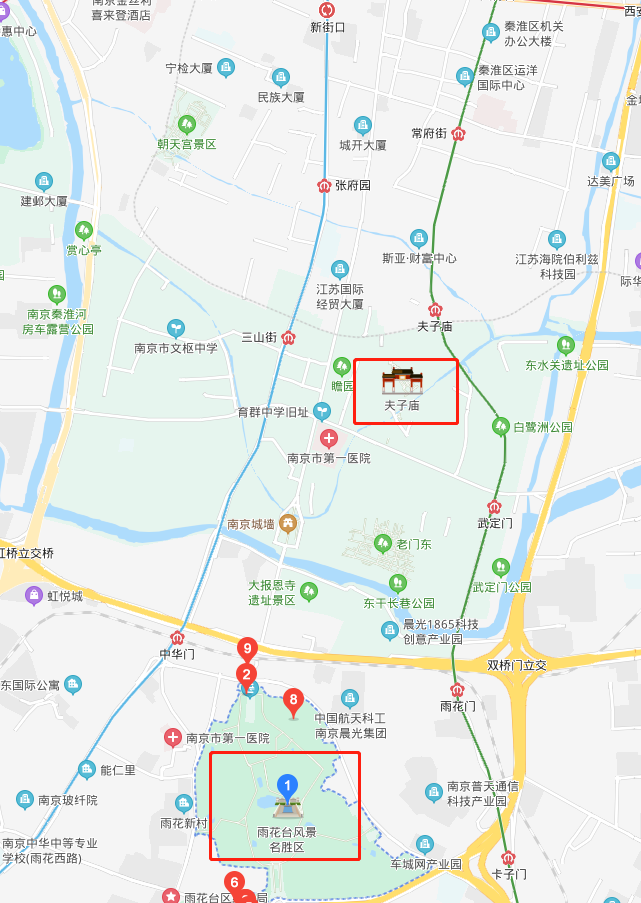 南京金丝利
喜来登酒店
惠中心
新街口
秦淮区机关
办公大楼
西安
宁检大厦
民族大厦
秦淮区运洋
国际中心
金城
朝天宫景区
城开大厦
常府街
达美广场
建邺大厦
张府园
赏心亭
斯亚·财富中心
江苏海院伯利兹
科技园
园
际华
江苏国际
经贸大厦
南京秦淮河
房车露营公园
夫子庙
三山街
南京市文枢中学
东水关遗址公园
瞻园
夫子庙
育群中学旧址
白鹭洲公园
南京市第一医院
南京城墙
武定门
老门东
虹桥立交桥
大报恩寺
遗址景区
东干长巷公园
武定门公园
虹悦城
晨光1865科技
创意产业园
中华门
9
双桥门立交
2
东国际公寓
8
雨花门
中国航天科工
南京晨光集团
南京市第一医院
能仁里
1
南京普天通信
科技产业园
南京玻纤院
雨花新村
雨花台风景
名胜区
南京中华中等专业
学校(雨花西路)
车城网产业园
卡子门
6
雨花台区
局